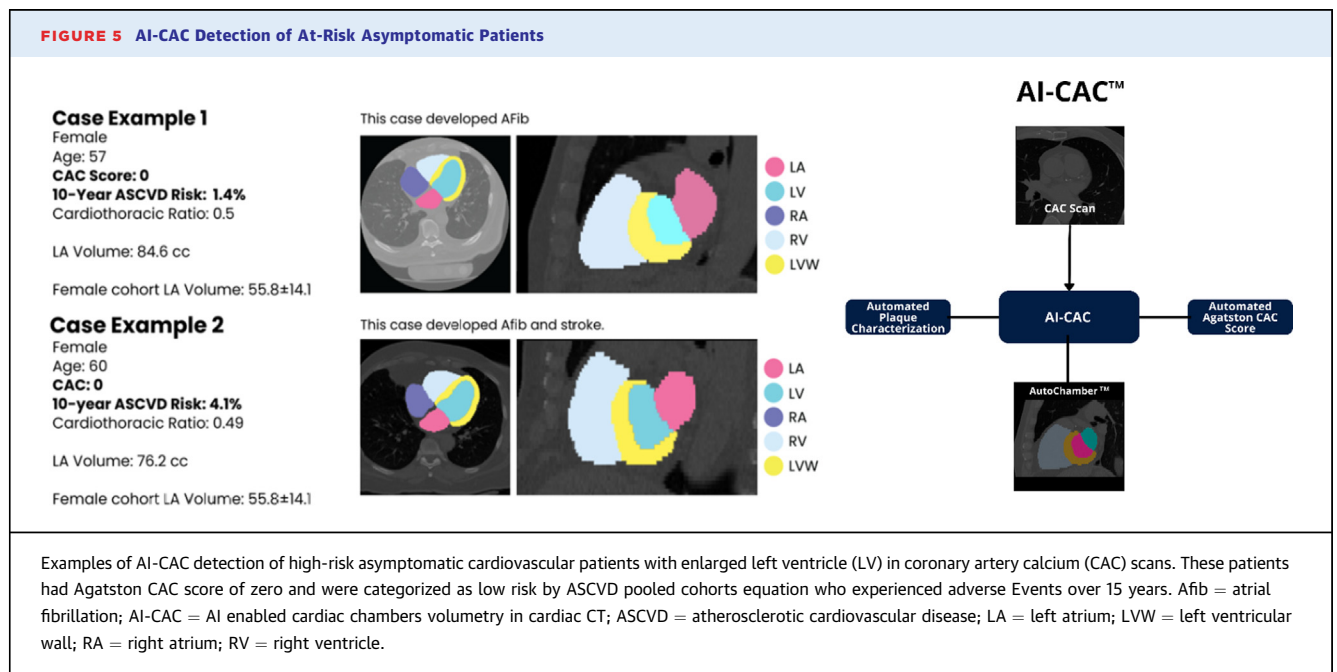 FIGURE 5 AI-CAC Detection of At-Risk Asymptomatic Patients
Case Example 1
Female
Age: 57
CAC Score: 0
10-Year ASCVD Risk: 1.4%
Cardiothoracic Ratio: 0.5
LA Volume: 84.6 cc
Female cohort LA Volume: 55.8±14.1
This case developed AFib
LA
LV
RA
RV
LVW
Case Example 2
Female
Age: 60
CAC: 0
10-year ASCVD Risk: 4.1%
Cardiothoracic Ratio: 0.49
LA Volume: 76.2 cc
Female cohort LA Volume: 55.8±14.1
This case developed Afib and stroke.
LA
LV
RA
RV
LVW
AI-CAC™
CAC Scan
Automated
Plaque
Characterization
AI-CAC
Automated
Agatston CAC
Score
AutoChamber™
Examples of AI-CAC detection of high-risk asymptomatic cardiovascular patients with enlarged left ventricle (LV) in coronary artery calcium (CAC) scans. These patients
had Agatston CAC score of zero and were categorized as low risk by ASCVD pooled cohorts equation who experienced adverse Events over 15 years. Afib = atrial
fibrillation; AI-CAC = AI enabled cardiac chambers volumetry in cardiac CT; ASCVD = atherosclerotic cardiovascular disease; LA = left atrium; LVW = left ventricular
wall; RA = right atrium; RV = right ventricle.